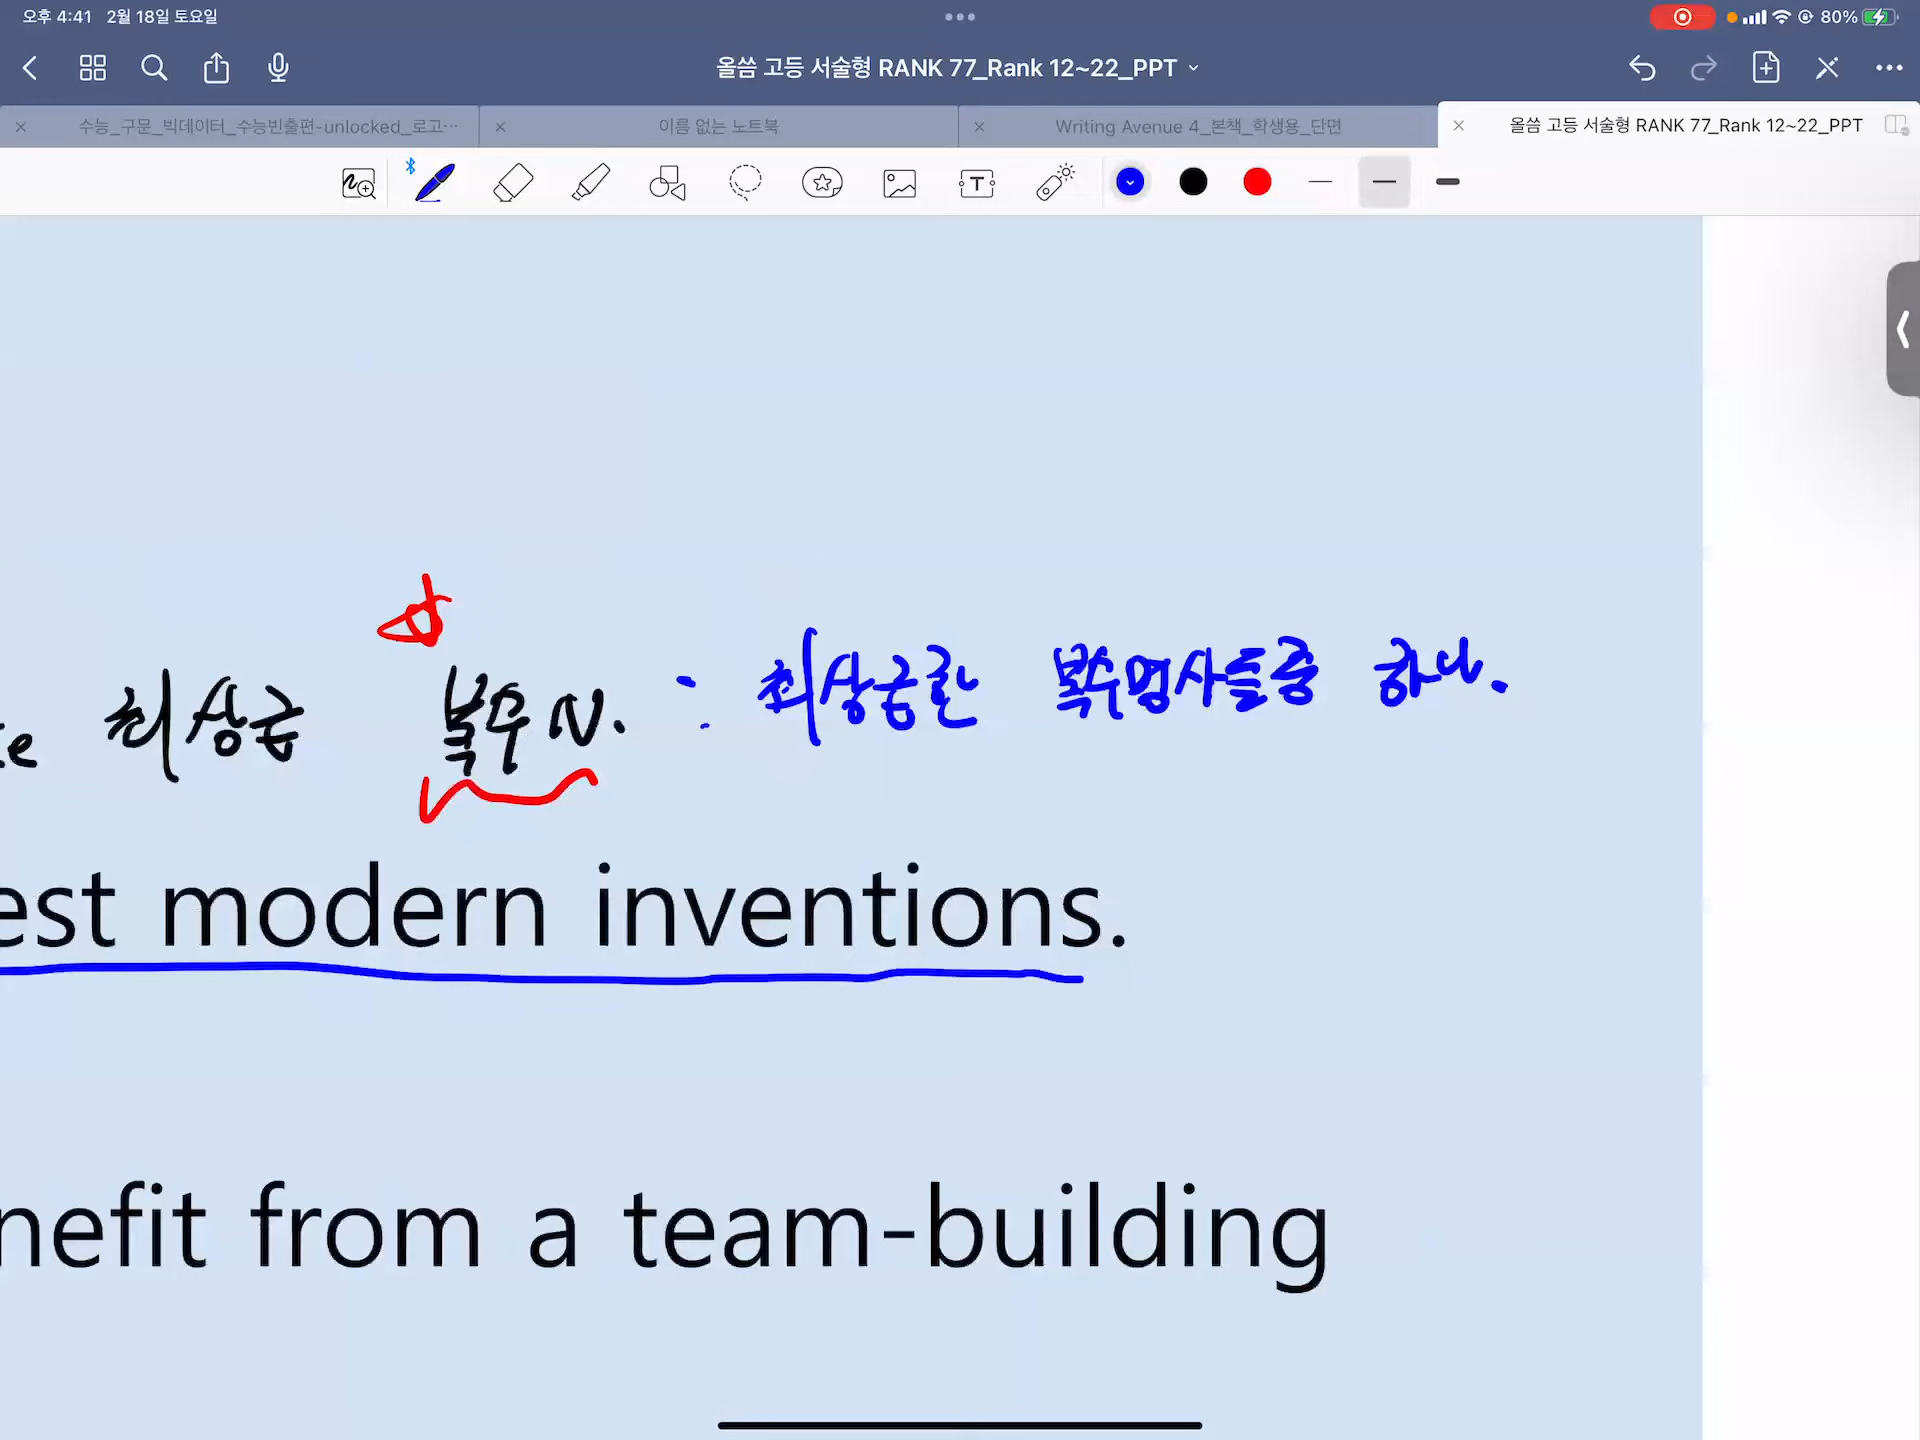 오후 4:41 2월 18일 토요일
80%
올씀 고등 서술형 RANK 77_Rank 12~22_PPT
수능_구문_빅데이터_수능빈출편-unlocked_로고…
이름 없는 노트북
Writing Avenue 4_본책_학생용_단면
올씀 고등 서술형 RANK 77_Rank 12~22_PPT
최상급 복수 N. : 최상급한 복수명사들중 하나.
est modern inventions.
nefit from a team-building